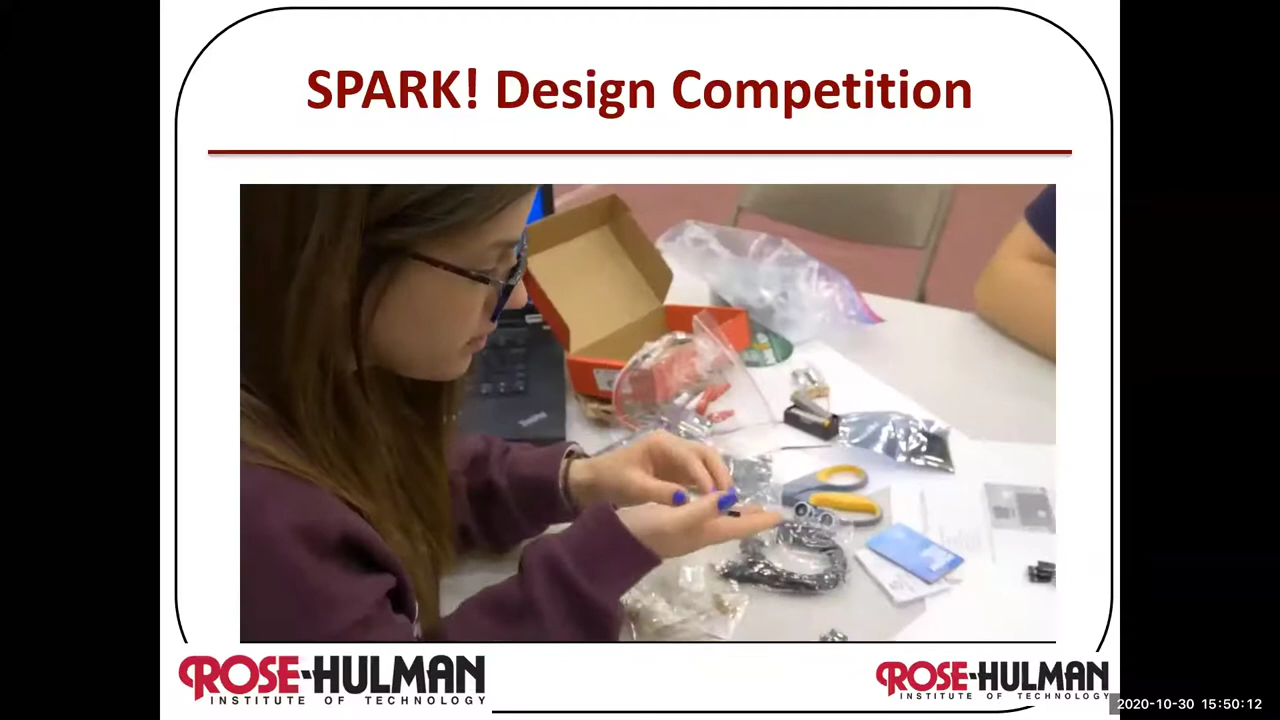 SPARK! Design Competition
ROSE-HULMAN
INSTITUTE OF TECHNOLOGY
ROSE-HULMAN
INSTITUTE OF TECHNOLOGY
2020-10-30 15:50:12